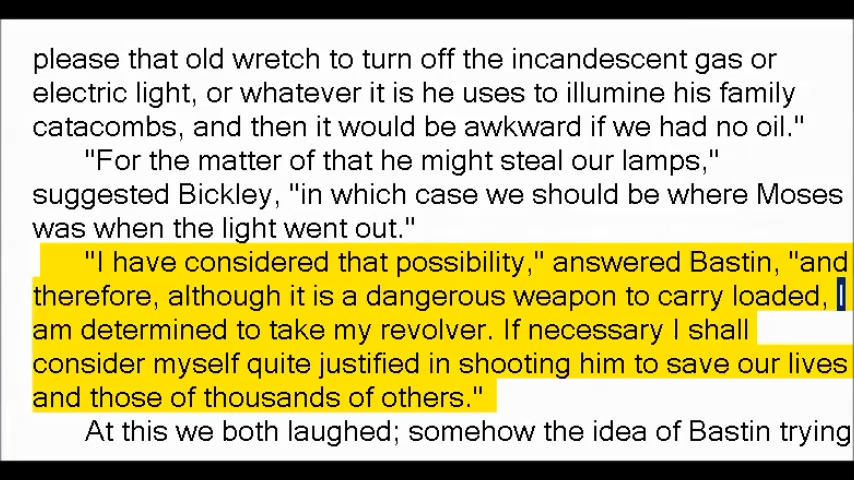 please that old wretch to turn off the incandescent gas or
electric light, or whatever it is he uses to illumine his family
catacombs, and then it would be awkward if we had no oil."
"For the matter of that he might steal our lamps,"
suggested Bickley, "in which case we should be where Moses
was when the light went out."
"I have considered that possibility," answered Bastin, "and
therefore, although it is a dangerous weapon to carry loaded, I
am determined to take my revolver. If necessary I shall
consider myself quite justified in shooting him to save our lives
and those of thousands of others."
At this we both laughed; somehow the idea of Bastin trying